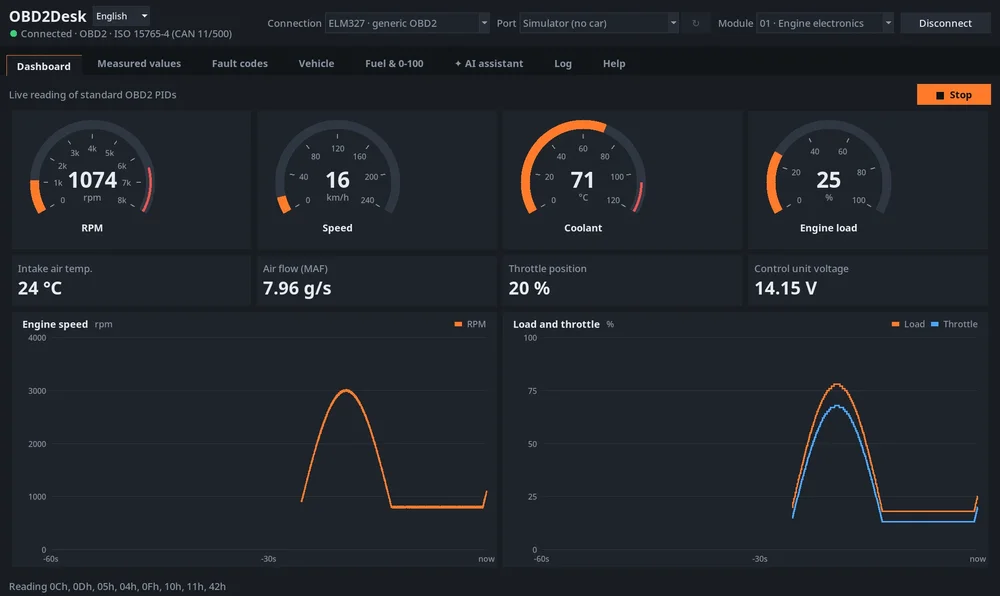 OBD2Desk English
Connected · OBD2 · ISO 15765-4 (CAN 11/500)
Connection ELM327 · generic OBD2 Port Simulator (no car) ↻ Module 01 · Engine electronics Disconnect
Dashboard Measured values Fault codes Vehicle Fuel & 0-100 ✦ AI assistant Log Help
Live reading of standard OBD2 PIDs
Stop
0 1k 2k 3k 4k 5k 6k 7k 8k
1074
rpm
RPM
0 40 80 120 160 200 240
16
km/h
Speed
0 20 40 60 80 100 120
71
°C
Coolant
0 20 40 60 80 100
25
%
Engine load
Intake air temp.
24 °C
Air flow (MAF)
7.96 g/s
Throttle position
20 %
Control unit voltage
14.15 V
Engine speed rpm
RPM
4000
3000
2000
1000
0
-60s -30s now
Load and throttle %
Load Throttle
100
75
50
25
0
-60s -30s now
Reading 0Ch, 0Dh, 05h, 04h, 0Fh, 10h, 11h, 42h